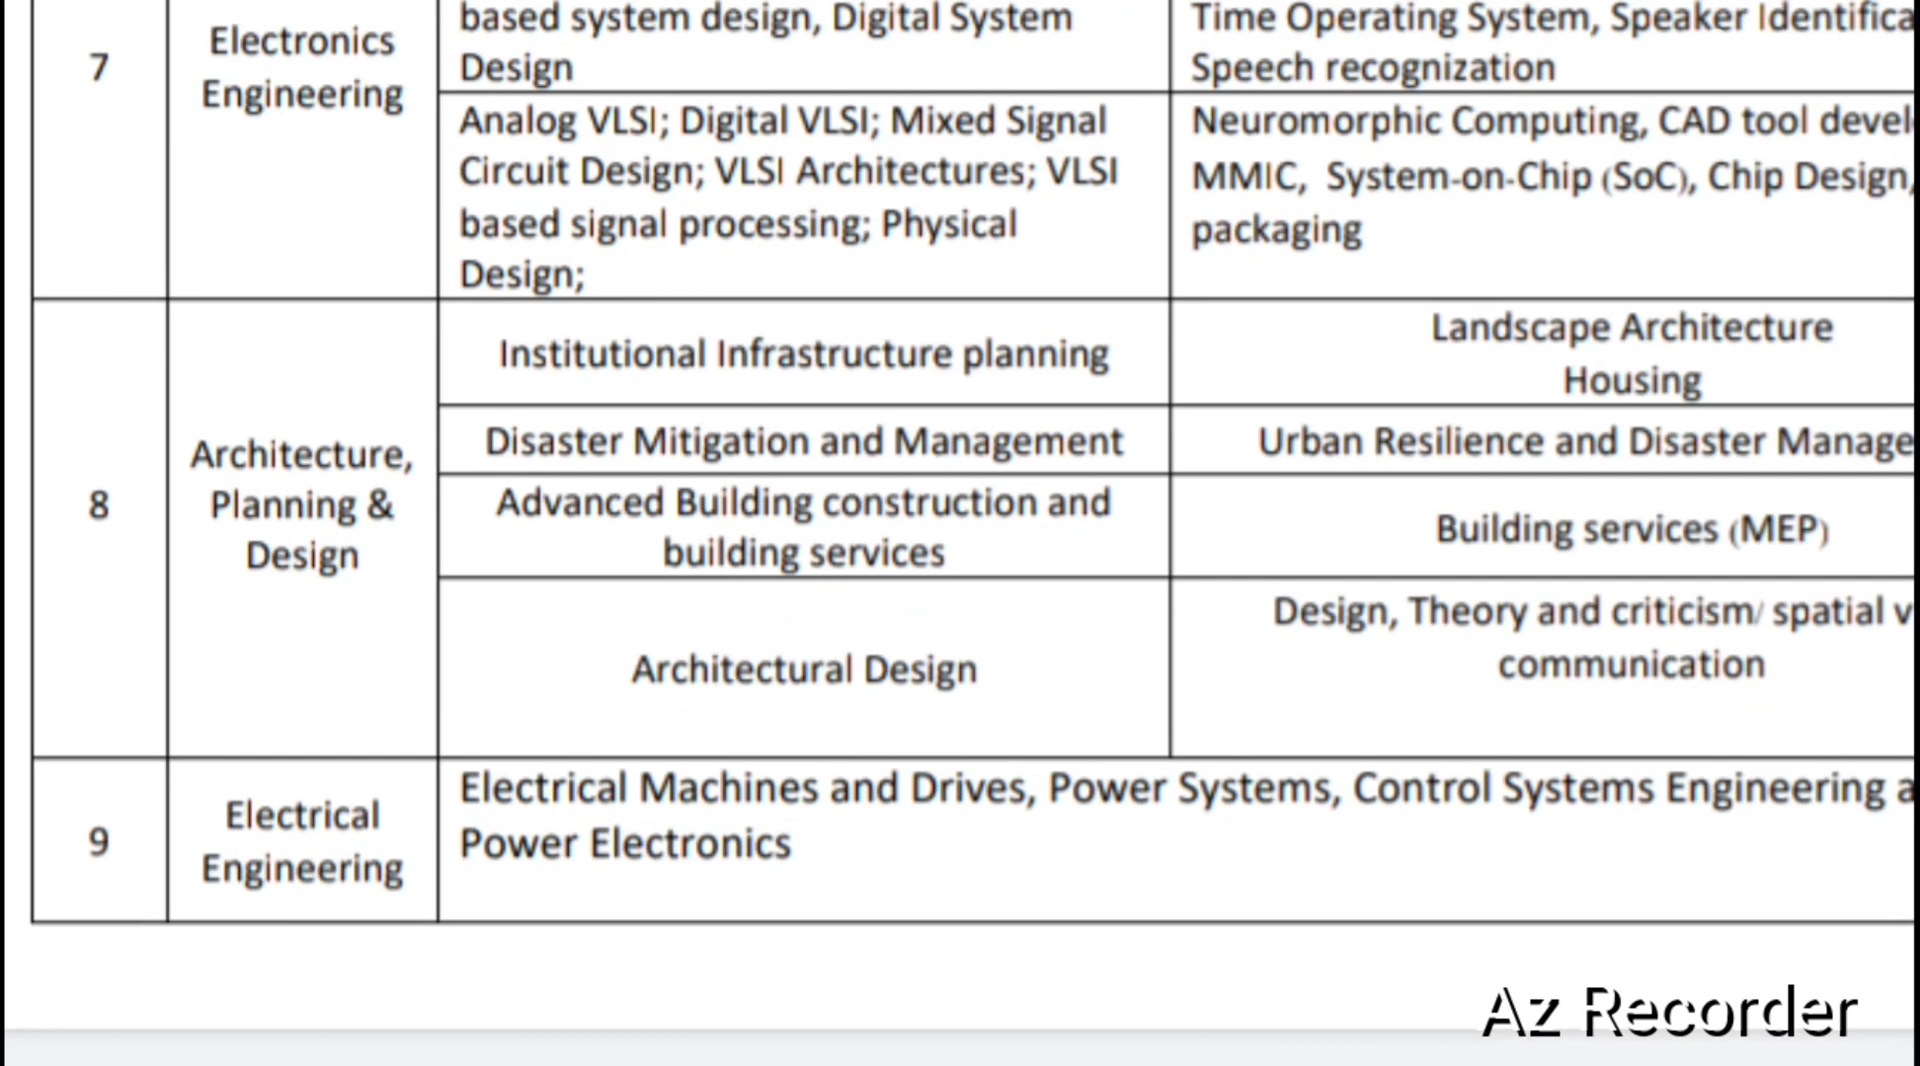 7
Electronics
Engineering
based system design, Digital System
Design
Time Operating System, Speaker Identifica
Speech recognization
Analog VLSI; Digital VLSI; Mixed Signal
Circuit Design; VLSI Architectures; VLSI
based signal processing; Physical
Design;
Neuromorphic Computing, CAD tool devel
MMIC, System-on-Chip (SoC), Chip Design,
packaging
8
Architecture,
Planning &
Design
Institutional Infrastructure planning
Landscape Architecture
Housing
Disaster Mitigation and Management
Urban Resilience and Disaster Manage
Advanced Building construction and
building services
Building services (MEP)
Architectural Design
Design, Theory and criticism/ spatial v
communication
9
Electrical
Engineering
Electrical Machines and Drives, Power Systems, Control Systems Engineering a
Power Electronics
Az Recorder